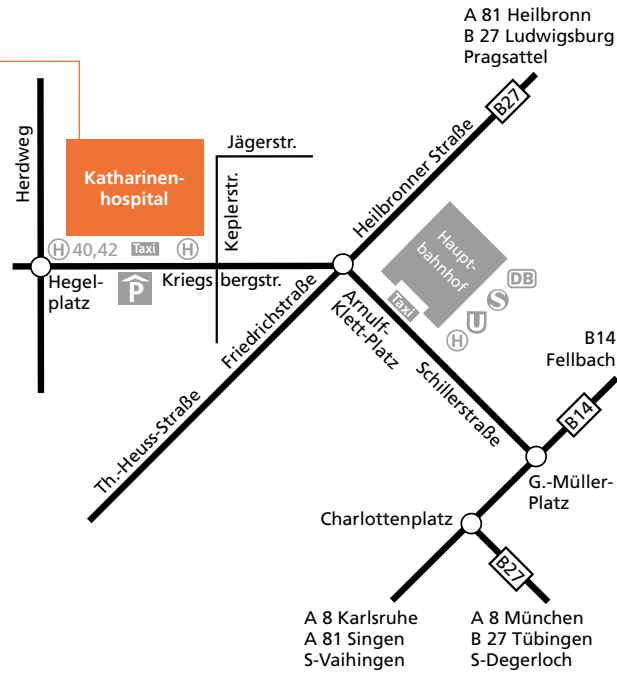 A 81 Heilbronn
B 27 Ludwigsburg
Pragsattel
B27
Herdweg
Jägerstr.
Heilbronner Straße
Katharinen-
hospital
Keplerstr.
Haupt-
bahnhof
H 40,42 Taxi H
DB
S
Hegel-
platz
P
Kriegsbergstr.
Taxi
U
H
Friedrichstraße
Arnulf-
Klett-Platz
Schillerstraße
B14
Fellbach
B14
Th.-Heuss-Straße
G.-Müller-
Platz
Charlottenplatz
B27
A 8 Karlsruhe
A 81 Singen
S-Vaihingen
A 8 München
B 27 Tübingen
S-Degerloch